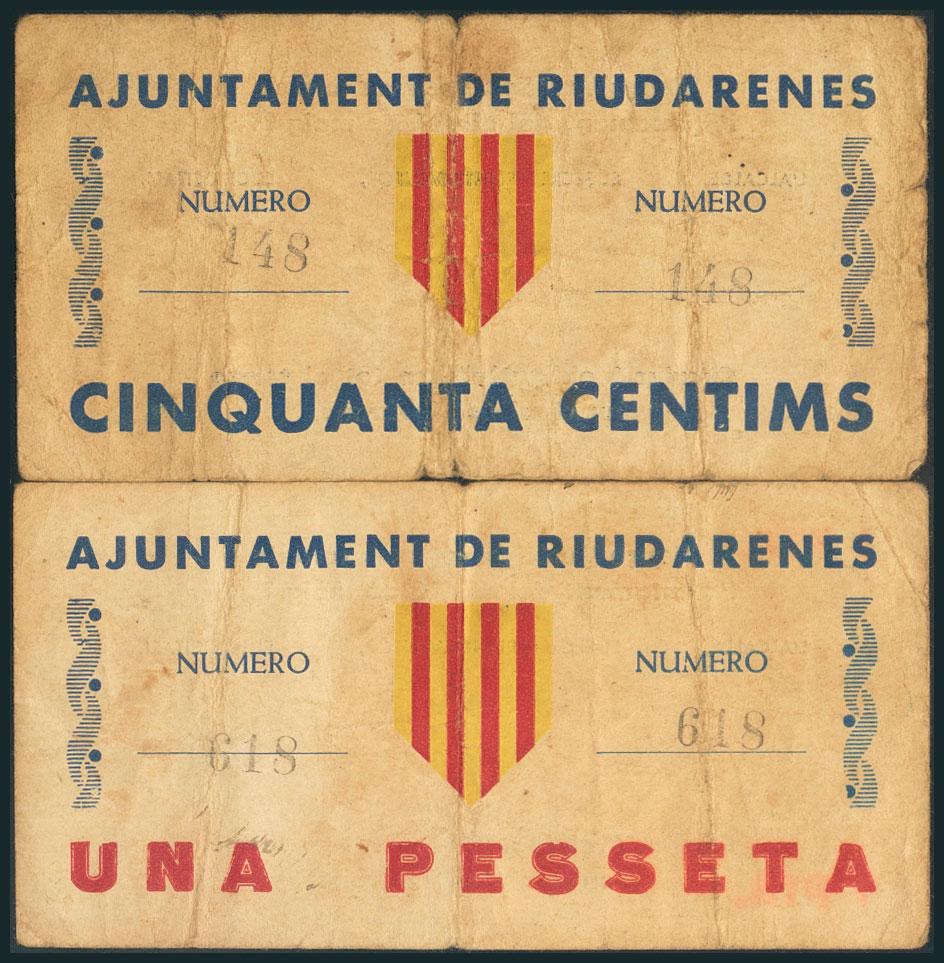 AJUNTAMENT DE RIUDARENES
NUMERO NUMERO
148 148
CINQUANTA CENTIMS
AJUNTAMENT DE RIUDARENES
NUMERO NUMERO
618 618
UNA PESSETA